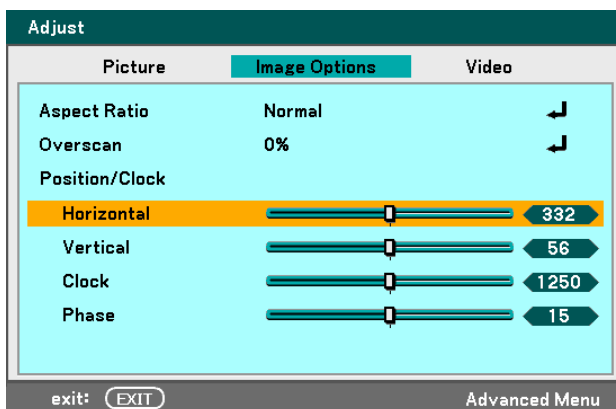 Adjust
Picture Image Options Video
Aspect Ratio Normal
Overscan 0%
Position/Clock
Horizontal 332
Vertical 56
Clock 1250
Phase 15
exit: EXIT Advanced Menu